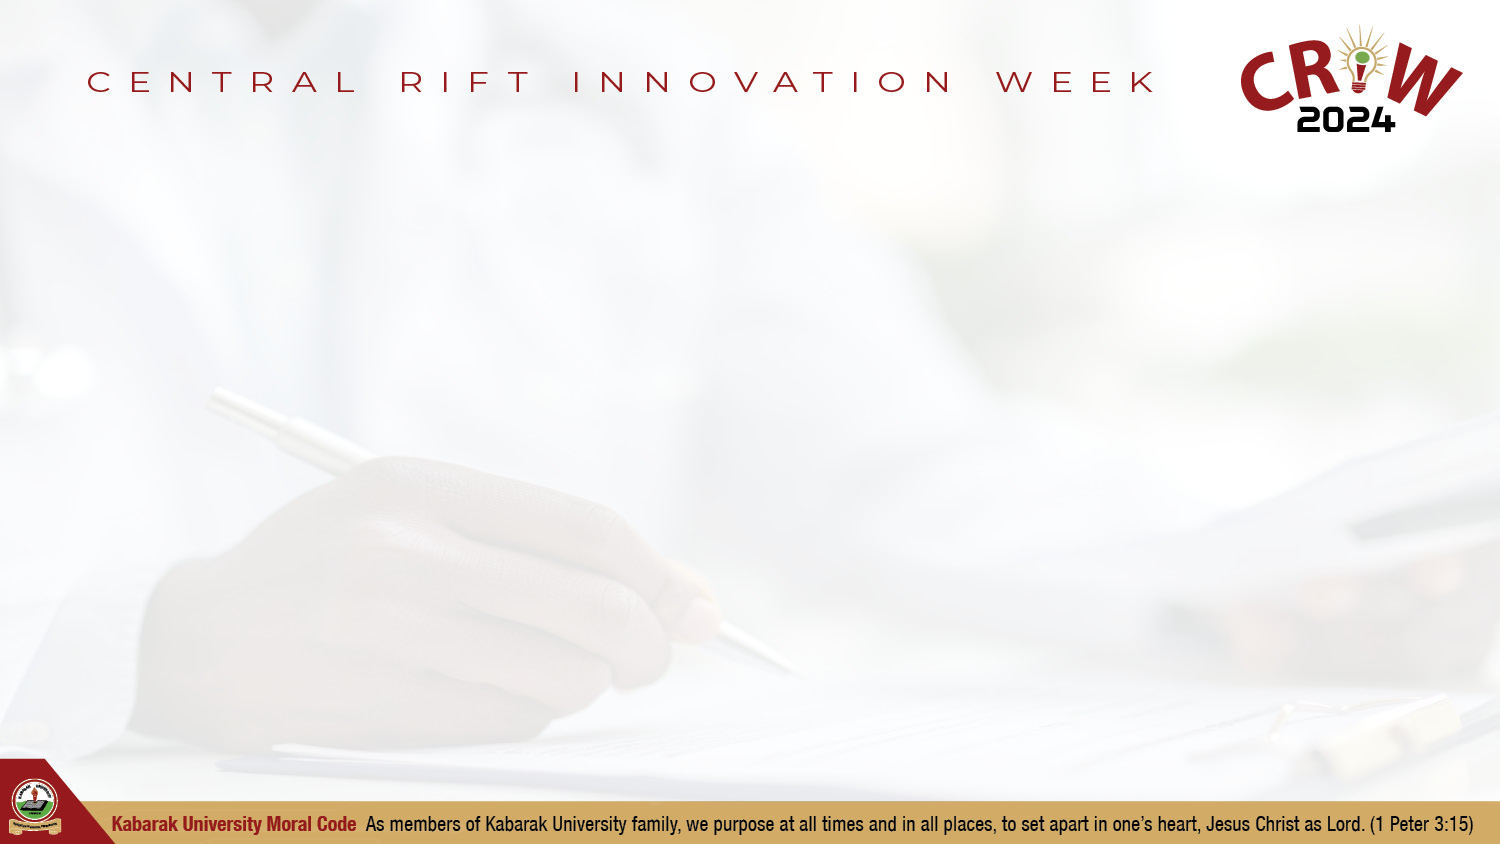 CENTRAL RIFT INNOVATION WEEK
CRIW
2024
Kabarak University Moral Code As members of Kabarak University family, we purpose at all times and in all places, to set apart in one’s heart, Jesus Christ as Lord. (1 Peter 3:15)